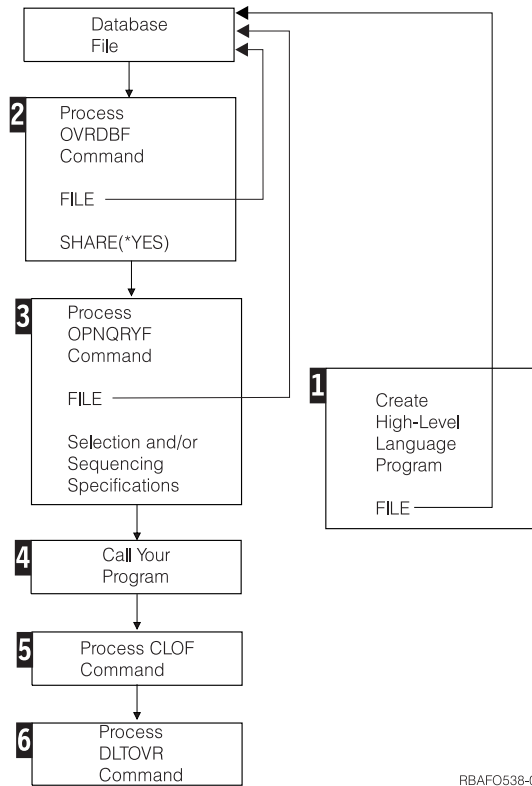 Database
File
2
Process
OVRDBF
Command
FILE
SHARE(*YES)
3
Process
OPNQRYF
Command
FILE
Selection and/or
Sequencing
Specifications
1
Create
High-Level
Language
Program
FILE
4
Call Your
Program
5
Process CLOF
Command
6
Process
DLTOVR
Command
RBAFO538-0